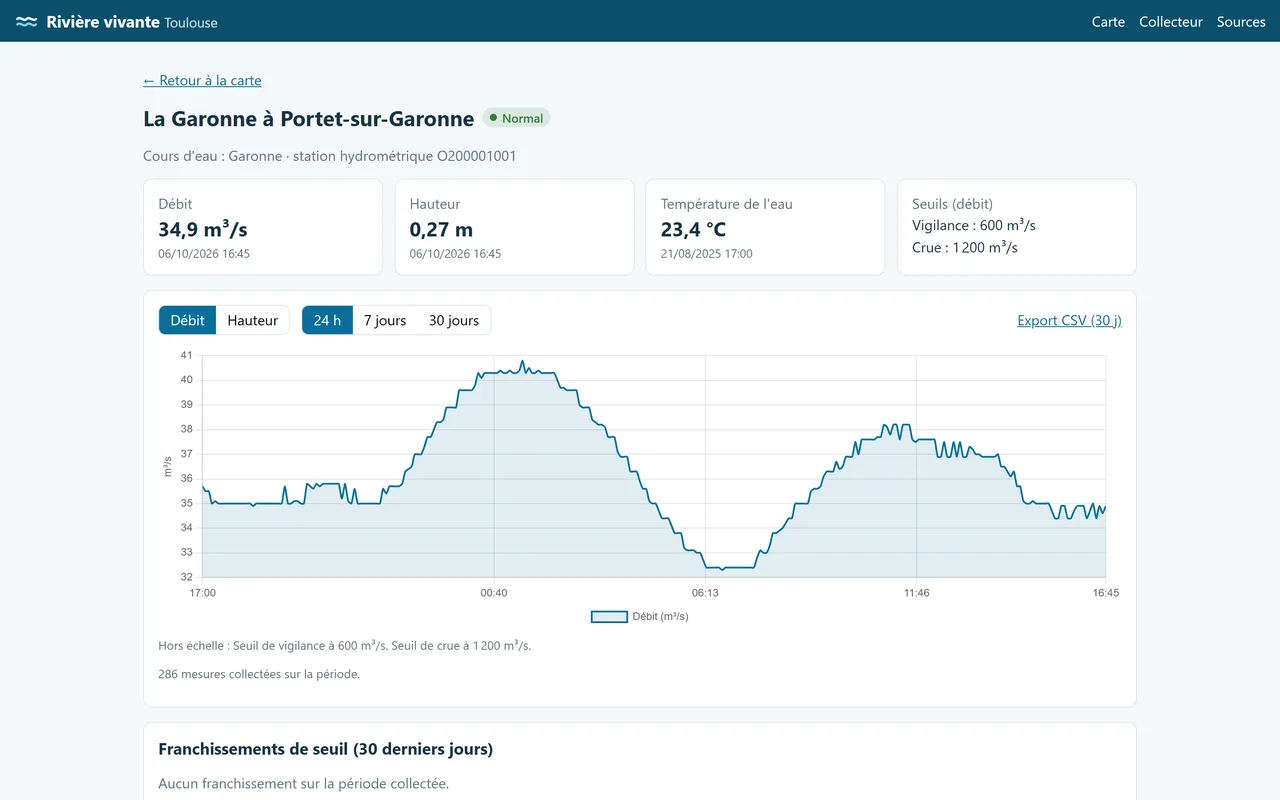 Rivière vivante Toulouse
Carte Collecteur Sources
← Retour à la carte
La Garonne à Portet-sur-Garonne Normal
Cours d'eau : Garonne · station hydrométrique O200001001
Débit
34,9 m³/s
06/10/2026 16:45
Hauteur
0,27 m
06/10/2026 16:45
Température de l'eau
23,4 °C
21/08/2025 17:00
Seuils (débit)
Vigilance : 600 m³/s
Crue : 1 200 m³/s
Débit Hauteur 24 h 7 jours 30 jours Export CSV (30 j)
41
40
39
38
37
36
35
34
33
32
m³/s
17:00 00:40 06:13 11:46 16:45
Débit (m³/s)
Hors échelle : Seuil de vigilance à 600 m³/s. Seuil de crue à 1 200 m³/s.
286 mesures collectées sur la période.
Franchissements de seuil (30 derniers jours)
Aucun franchissement sur la période collectée.